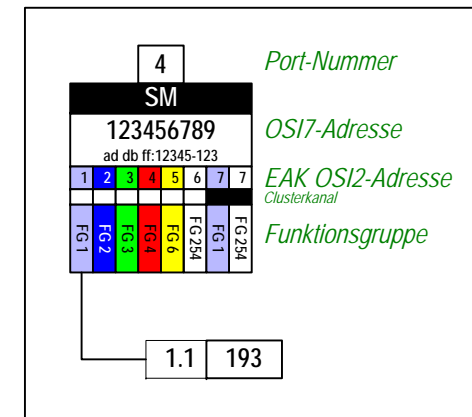 4 Port-Nummer
SM
123456789 OSI7-Adresse
ad db ff:12345-123
1 2 3 4 5 6 7 7 EAK OSI2-Adresse
Clusterkanal
FG 1 FG 2 FG 3 FG 4 FG 6 FG 254 FG 1 FG 254 Funktionsgruppe
1.1 193